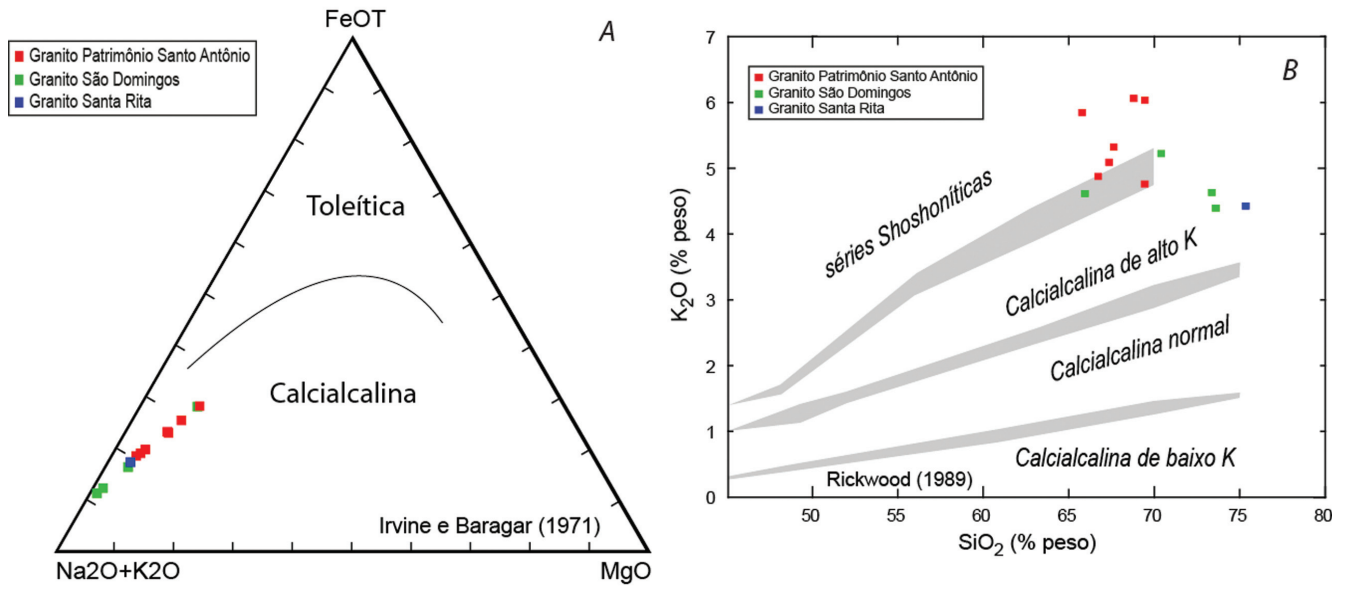 FeOT
A
Granito Patrimônio Santo Antônio
Granito São Domingos
Granito Santa Rita
Toleítica
Calcialcalina
Irvine e Baragar (1971)
Na2O+K2O
MgO
B
Granito Patrimônio Santo Antônio
Granito São Domingos
Granito Santa Rita
7
6
5
4
3
2
1
0
K2O (% peso)
séries Shoshoníticas
Calcialcalina de alto K
Calcialcalina normal
Calcialcalina de baixo K
Rickwood (1989)
50 55 60 65 70 75 80
SiO2 (% peso)